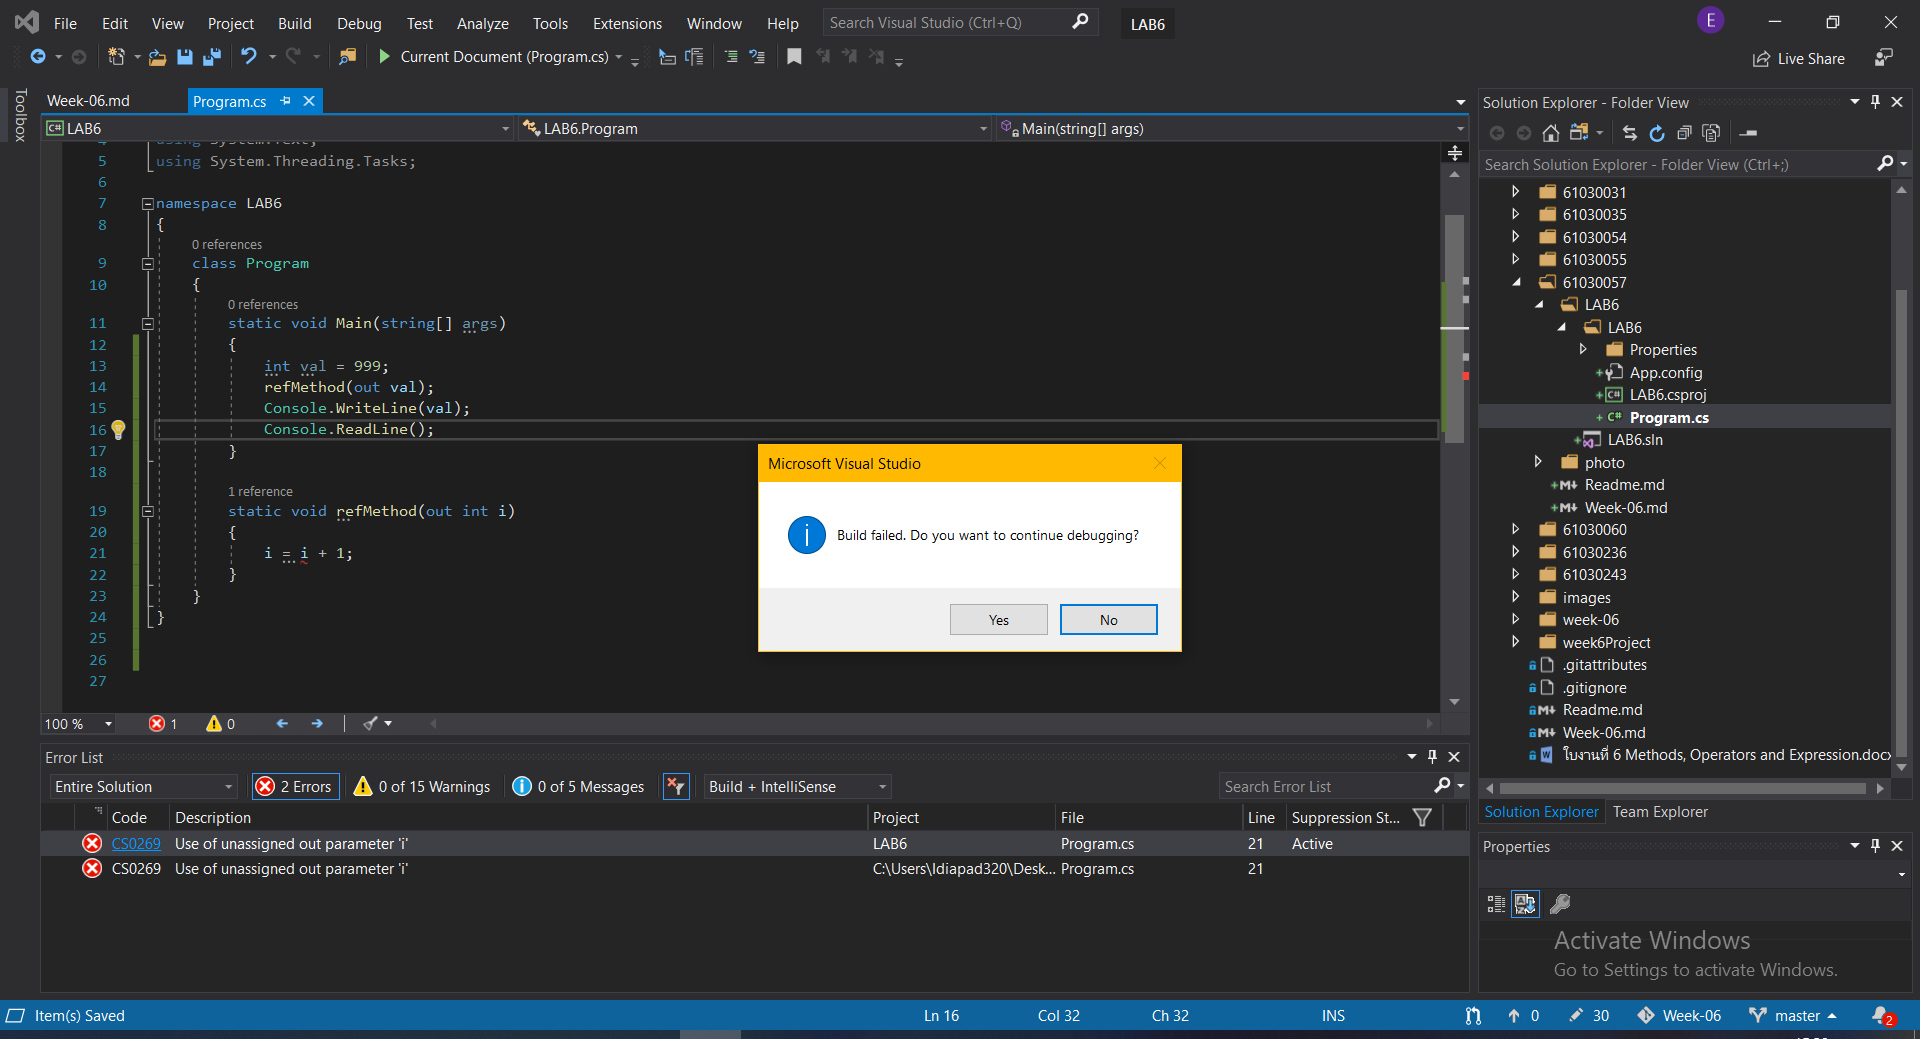 File Edit View Project Build Debug Test Analyze Tools Extensions Window Help Search Visual Studio (Ctrl+Q) LAB6 E
Current Document (Program.cs) Live Share
Toolbox
Week-06.md Program.cs
C# LAB6 LAB6.Program Main(string[] args)
4 using System.Text;
5 using System.Threading.Tasks;
6
7 namespace LAB6
8 {
0 references
9 class Program
10 {
0 references
11 static void Main(string[] args)
12 {
13 int val = 999;
14 refMethod(out val);
15 Console.WriteLine(val);
16 Console.ReadLine();
17 }
18
1 reference
19 static void refMethod(out int i)
20 {
21 i = i + 1;
22 }
23 }
24 }
25
26
27
Microsoft Visual Studio
Build failed. Do you want to continue debugging?
Yes No
100 % 1 0
Error List
Entire Solution 2 Errors 0 of 15 Warnings 0 of 5 Messages Build + IntelliSense Search Error List
Code Description Project File Line Suppression St...
CS0269 Use of unassigned out parameter 'i' LAB6 Program.cs 21 Active
CS0269 Use of unassigned out parameter 'i' C:\Users\Idiapad320\Desk... Program.cs 21
Solution Explorer - Folder View
Search Solution Explorer - Folder View (Ctrl+;)
61030031
61030035
61030054
61030055
61030057
LAB6
LAB6
Properties
App.config
C# LAB6.csproj
C# Program.cs
LAB6.sln
photo
M Readme.md
M Week-06.md
61030060
61030236
61030243
images
week-06
week6Project
.gitattributes
.gitignore
M Readme.md
M Week-06.md
W ใบงานที่ 6 Methods, Operators and Expression.docx
Solution Explorer Team Explorer
Properties
Activate Windows
Go to Settings to activate Windows.
Item(s) Saved Ln 16 Col 32 Ch 32 INS 0 30 Week-06 master 2